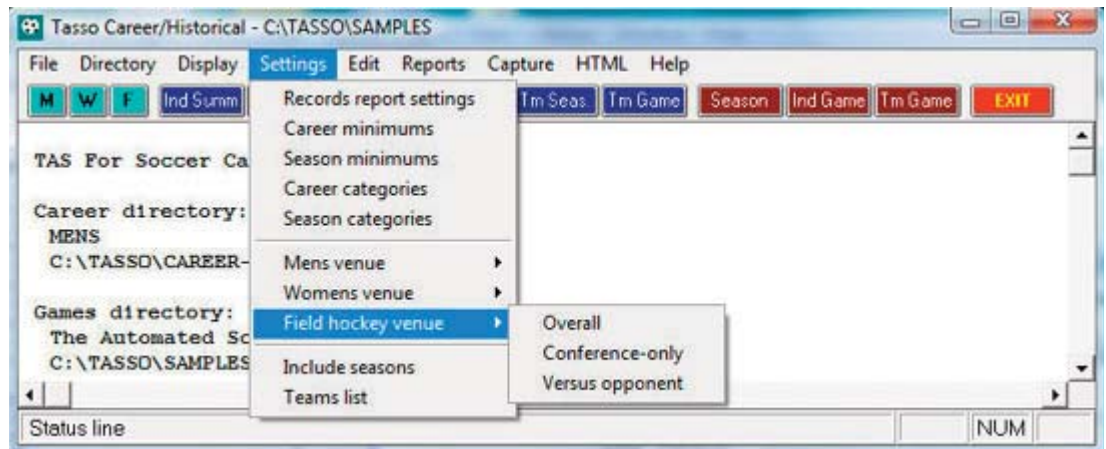 Tasso Career/Historical - C:\TASSO\SAMPLES
File Directory Display Settings Edit Reports Capture HTML Help
M W F Ind Summ Tm Seas Tm Game Season Ind Game Tm Game EXIT
Records report settings
Career minimums
Season minimums
Career categories
Season categories
Mens venue
Womens venue
Field hockey venue
Include seasons
Teams list
Overall
Conference-only
Versus opponent
TAS For Soccer Ca
Career directory:
MENS
C:\TASSO\CAREER-
Games directory:
The Automated Sc
C:\TASSO\SAMPLES
Status line NUM